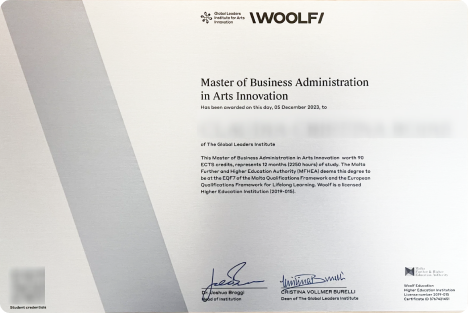 Global Leaders
Institute for Arts
Innovation
\WOOLF/
Master of Business Administration
in Arts Innovation
Has been awarded on this day, 05 December 2023, to
of The Global Leaders Institute
This Master of Business Administration in Arts Innovation worth 90
ECTS credits, represents 12 months (2250 hours) of study. The Malta
Further and Higher Education Authority (MFHEA) deems this degree to
be at the EQF7 of the Malta Qualifications Framework and the European
Qualifications Framework for Lifelong Learning. Woolf is a licensed
Higher Education Institution (2019-015).
Dr. Joshua Broggi
Head of Institution
CRISTINA VOLLMER BURELLI
Dean of The Global Leaders Institute
Malta
Further & Higher
Education Authority
Woolf Education
Higher Education Institution
License number 2019-015
Certificate ID
Student credentials